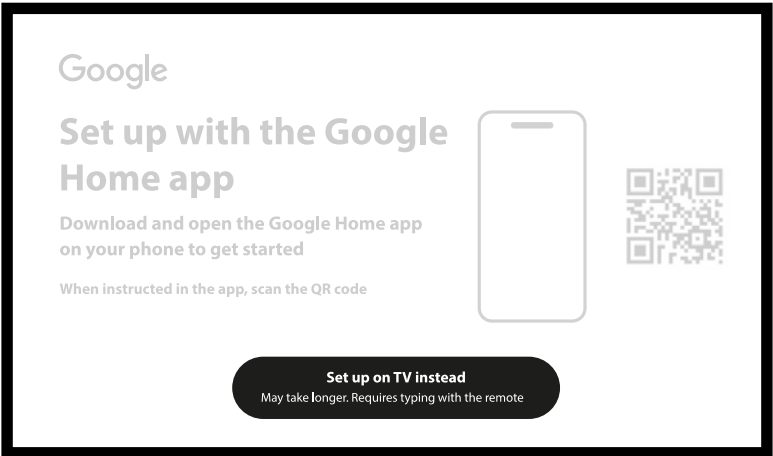 Google
Set up with the Google
Home app
Download and open the Google Home app
on your phone to get started
When instructed in the app, scan the QR code
Set up on TV instead
May take longer. Requires typing with the remote